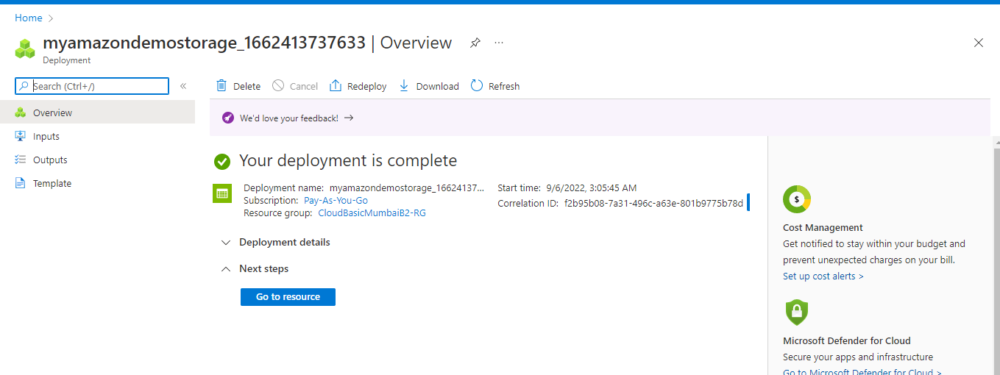 Home >
myamazondemostorage_1662413737633 | Overview ...
Deployment
Search (Ctrl+/) «
Overview
Inputs
Outputs
Template
Delete Cancel Redeploy Download Refresh
We'd love your feedback! →
Your deployment is complete
Deployment name: myamazondemostorage_16624137...
Subscription: Pay-As-You-Go
Resource group: CloudBasicMumbaiB2-RG
Start time: 9/6/2022, 3:05:45 AM
Correlation ID: f2b95b08-7a31-496c-a63e-801b9775b78d
Deployment details
Next steps
Go to resource
$
Cost Management
Get notified to stay within your budget and
prevent unexpected charges on your bill.
Set up cost alerts >
Microsoft Defender for Cloud
Secure your apps and infrastructure
Go to Microsoft Defender for Cloud >